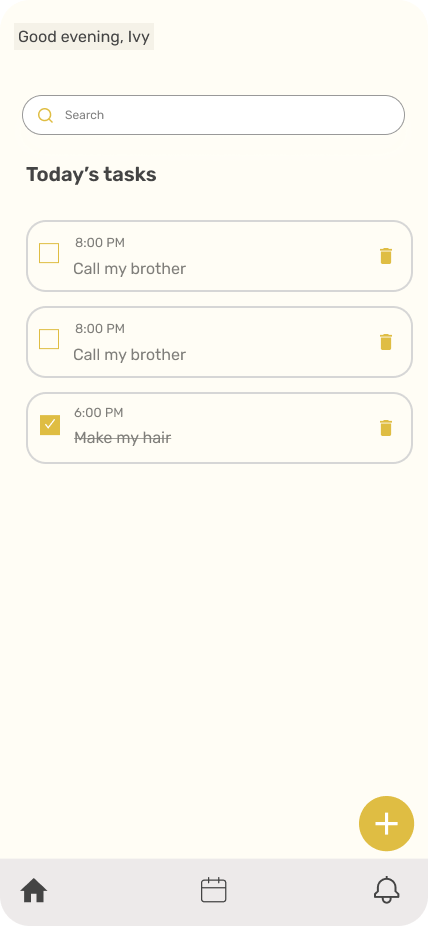 Good evening, Ivy
Search
Today’s tasks
8:00 PM
Call my brother
8:00 PM
Call my brother
6:00 PM
Make my hair